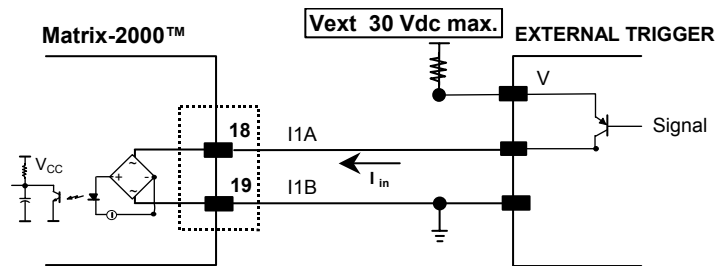 Matrix-2000™
Vext 30 Vdc max.
EXTERNAL TRIGGER
V
18
I1A
Signal
VCC
+
-
~
~
I in
19
I1B
I